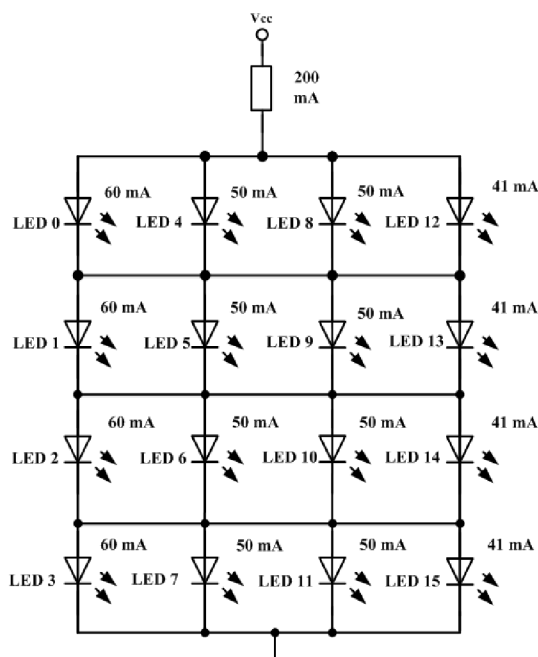 Vcc
200
mA
60 mA 50 mA 50 mA 41 mA
LED 0 LED 4 LED 8 LED 12
60 mA 50 mA 50 mA 41 mA
LED 1 LED 5 LED 9 LED 13
60 mA 50 mA 50 mA 41 mA
LED 2 LED 6 LED 10 LED 14
60 mA 50 mA 50 mA 41 mA
LED 3 LED 7 LED 11 LED 15